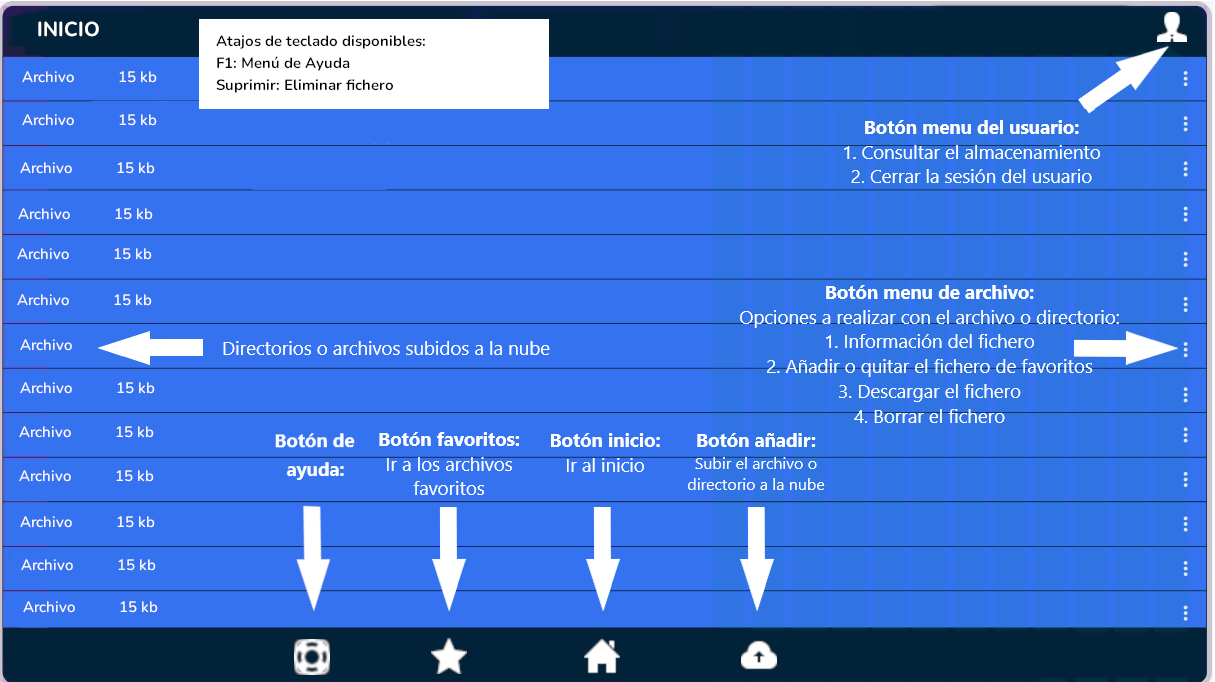 INICIO
Atajos de teclado disponibles:
F1: Menú de Ayuda
Suprimir: Eliminar fichero
Archivo 15 kb
Archivo 15 kb
Botón menu del usuario:
1. Consultar el almacenamiento
2. Cerrar la sesión del usuario
Archivo 15 kb
Archivo 15 kb
Archivo 15 kb
Archivo 15 kb
Botón menu de archivo:
Opciones a realizar con el archivo o directorio:
1. Información del fichero
2. Añadir o quitar el fichero de favoritos
3. Descargar el fichero
4. Borrar el fichero
Archivo
Directorios o archivos subidos a la nube
Archivo 15 kb
Archivo 15 kb
Archivo 15 kb
Botón de
ayuda:
Botón favoritos:
Ir a los archivos
favoritos
Botón inicio:
Ir al inicio
Botón añadir:
Subir el archivo o
directorio a la nube
Archivo 15 kb
Archivo 15 kb
Archivo 15 kb